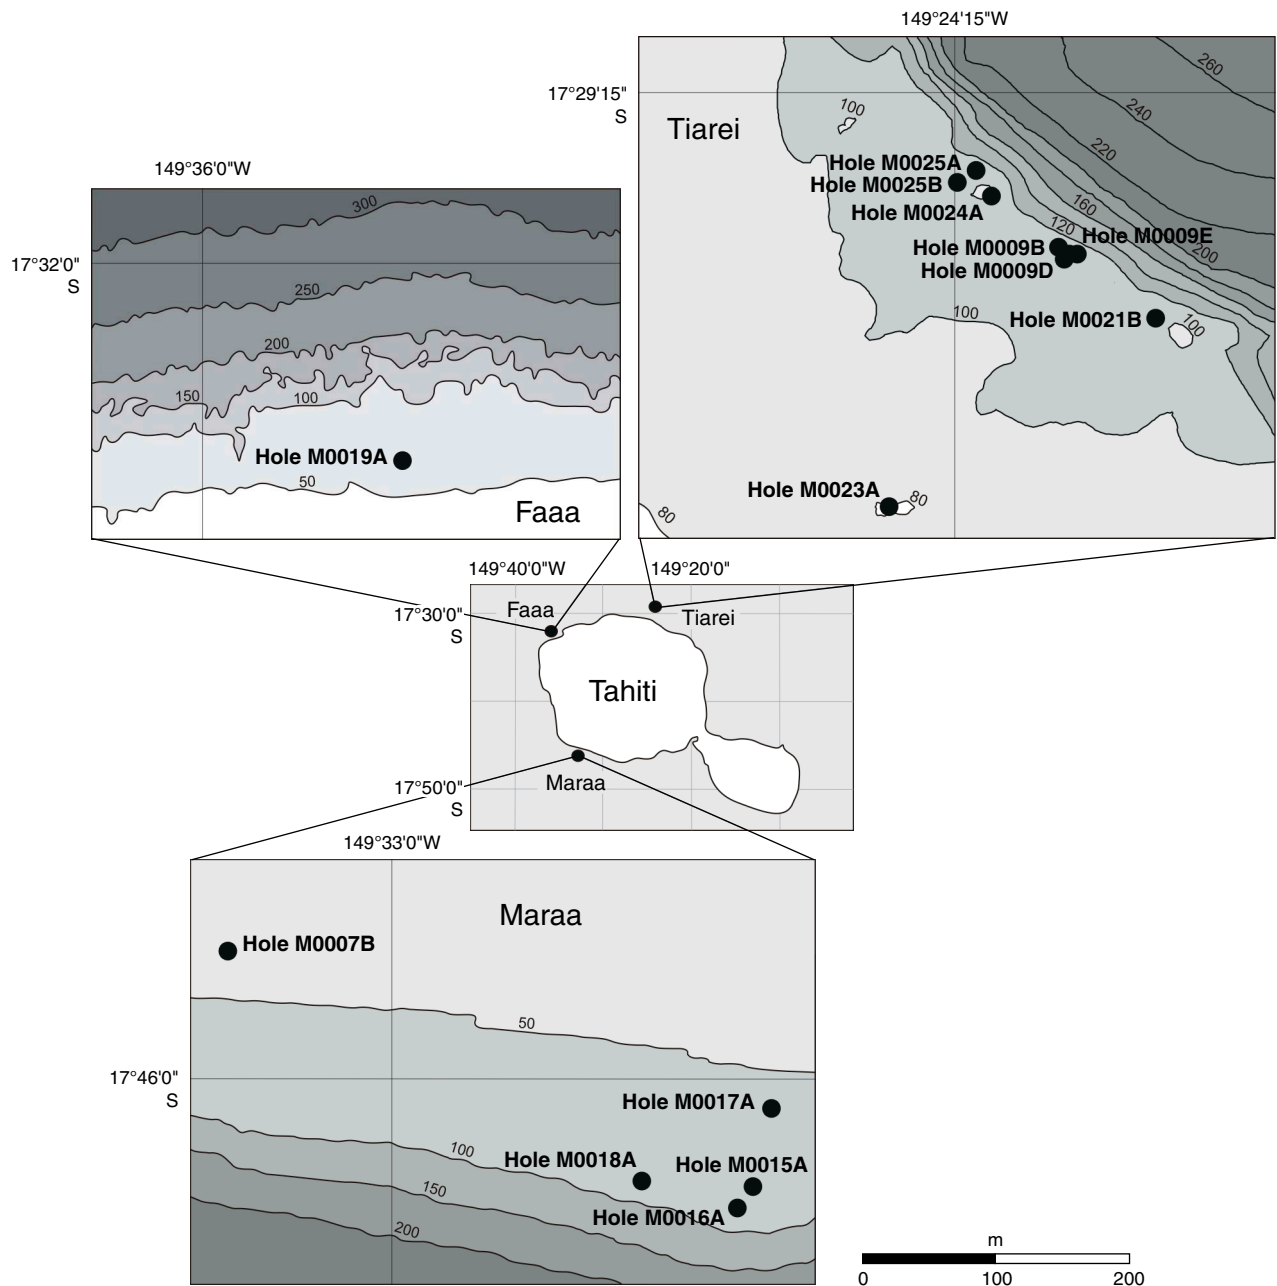 149°24'15"W
17°29'15"
S
Tiarei
100
260
240
220
160
120
200
Hole M0025A
Hole M0025B
Hole M0024A
Hole M0009E
Hole M0009B
Hole M0009D
100
Hole M0021B
100
Hole M0023A
80
80
149°36'0"W
17°32'0"
S
300
250
200
150
100
Hole M0019A
50
Faaa
149°40'0"W
149°20'0"
17°30'0"
S
Faaa
Tiarei
Tahiti
17°50'0"
S
Maraa
149°33'0"W
Maraa
Hole M0007B
50
17°46'0"
S
Hole M0017A
100
Hole M0018A
Hole M0015A
150
Hole M0016A
200
m
0 100 200